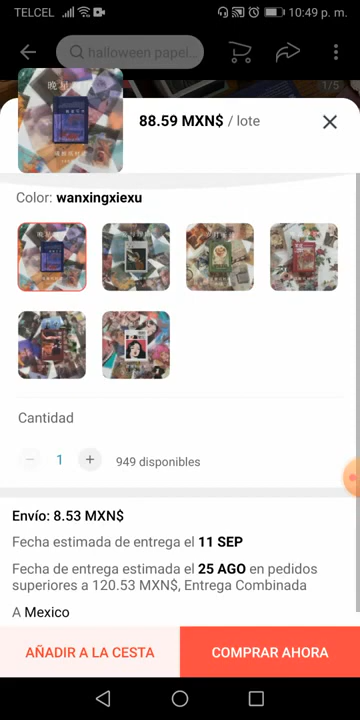 TELCEL 10:49 p. m.
halloween papel...
1/5
88.59 MXN$ / lote
Color: wanxingxiexu
Cantidad
1
949 disponibles
Envío: 8.53 MXN$
Fecha estimada de entrega el 11 SEP
Fecha de entrega estimada el 25 AGO en pedidos
superiores a 120.53 MXN$, Entrega Combinada
A Mexico
AÑADIR A LA CESTA COMPRAR AHORA